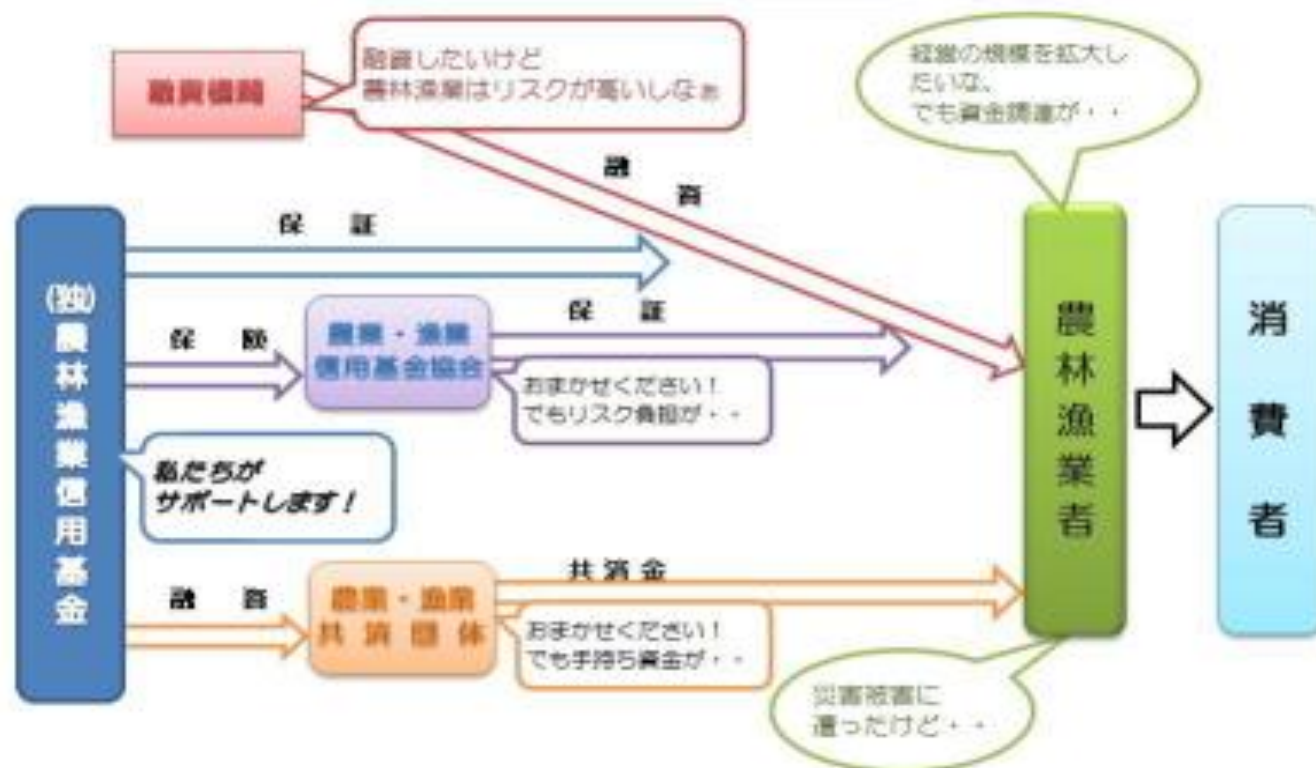 融資機関
融資したいけど
農林漁業はリスクが高いしなぁ
経営の規模を拡大し
たいな、
でも資金調達が・・
融資
保 証
(独)農林漁業信用基金
保 険
農業・漁業
信用基金協会
保 証
おまかせください！
でもリスク負担が・・
私たちが
サポートします！
農林漁業者
消費者
融 資
農業・漁業
共済団体
共済金
おまかせください！
でも手持ち資金が・・
災害被害に
遭ったけど・・